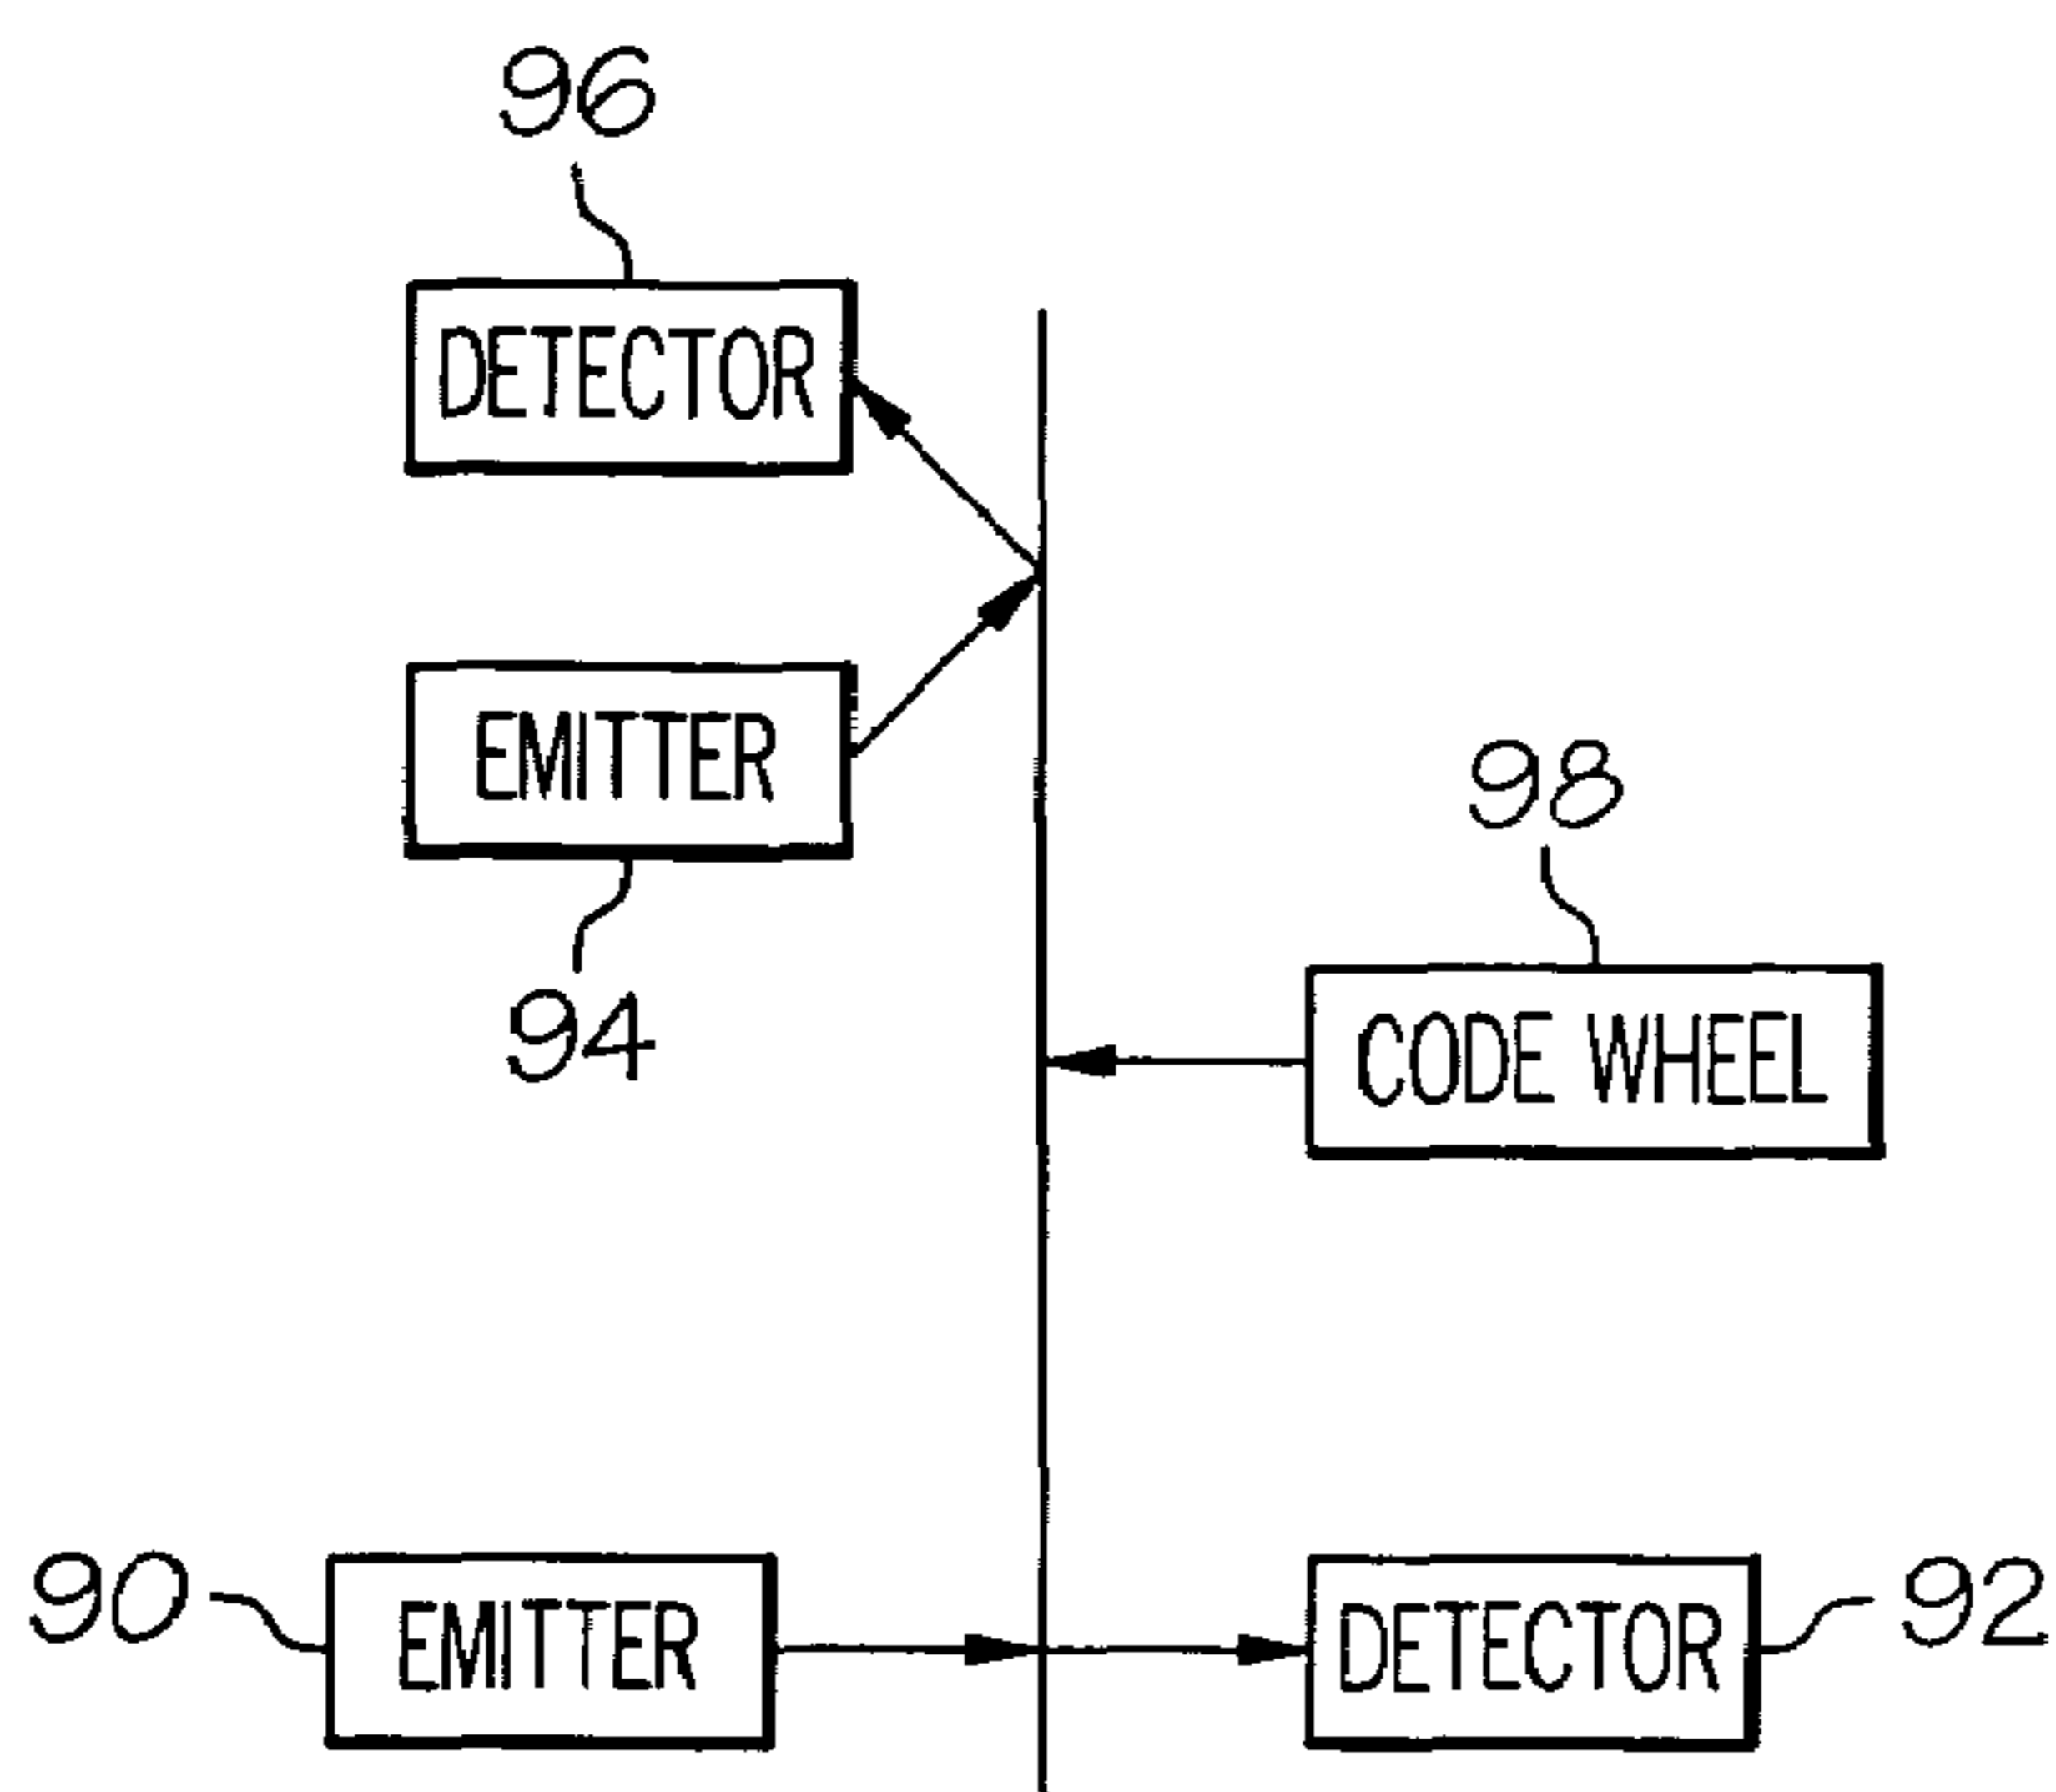 96
DETECTOR
EMITTER
94
98
CODE WHEEL
90
EMITTER
DETECTOR
92